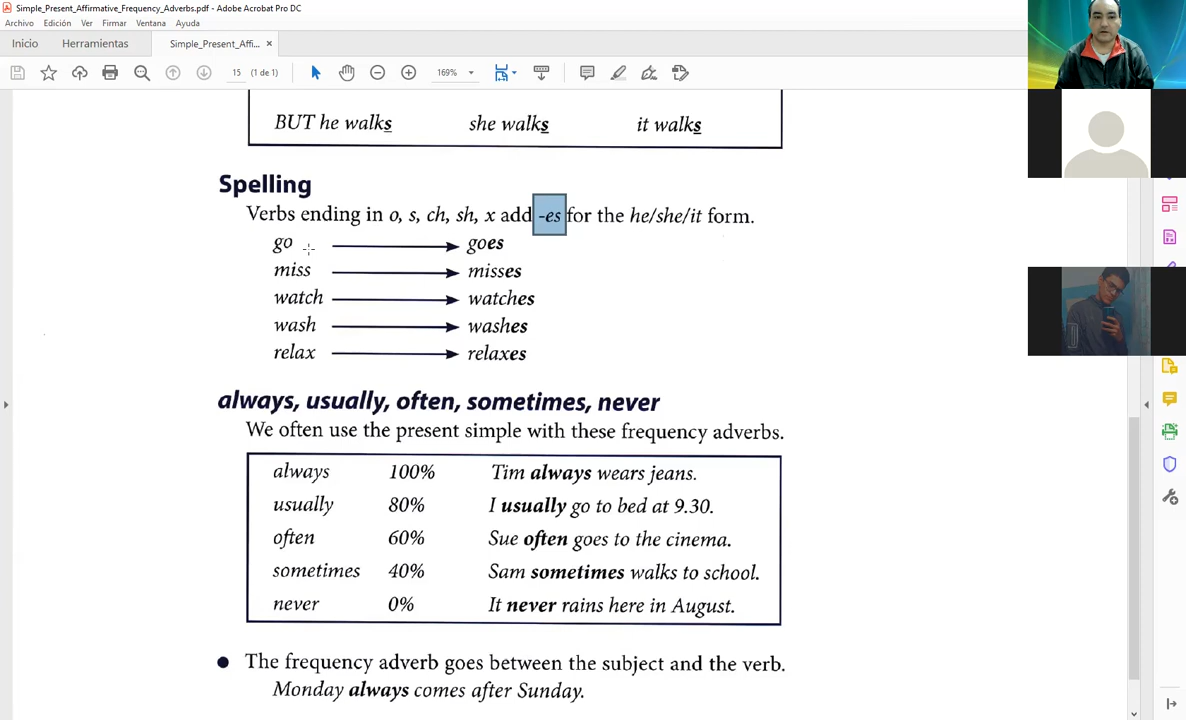 Simple_Present_Affirmative_Frequency_Adverbs.pdf - Adobe Acrobat Pro DC
Archivo Edición Ver Firmar Ventana Ayuda
Inicio Herramientas Simple_Present_Affi... ×
15 (1 de 1) 169%
BUT he walks she walks it walks
Spelling
Verbs ending in o, s, ch, sh, x add -es for the he/she/it form.
go goes
miss misses
watch watches
wash washes
relax relaxes
always, usually, often, sometimes, never
We often use the present simple with these frequency adverbs.
always 100% Tim always wears jeans.
usually 80% I usually go to bed at 9.30.
often 60% Sue often goes to the cinema.
sometimes 40% Sam sometimes walks to school.
never 0% It never rains here in August.
● The frequency adverb goes between the subject and the verb.
Monday always comes after Sunday.